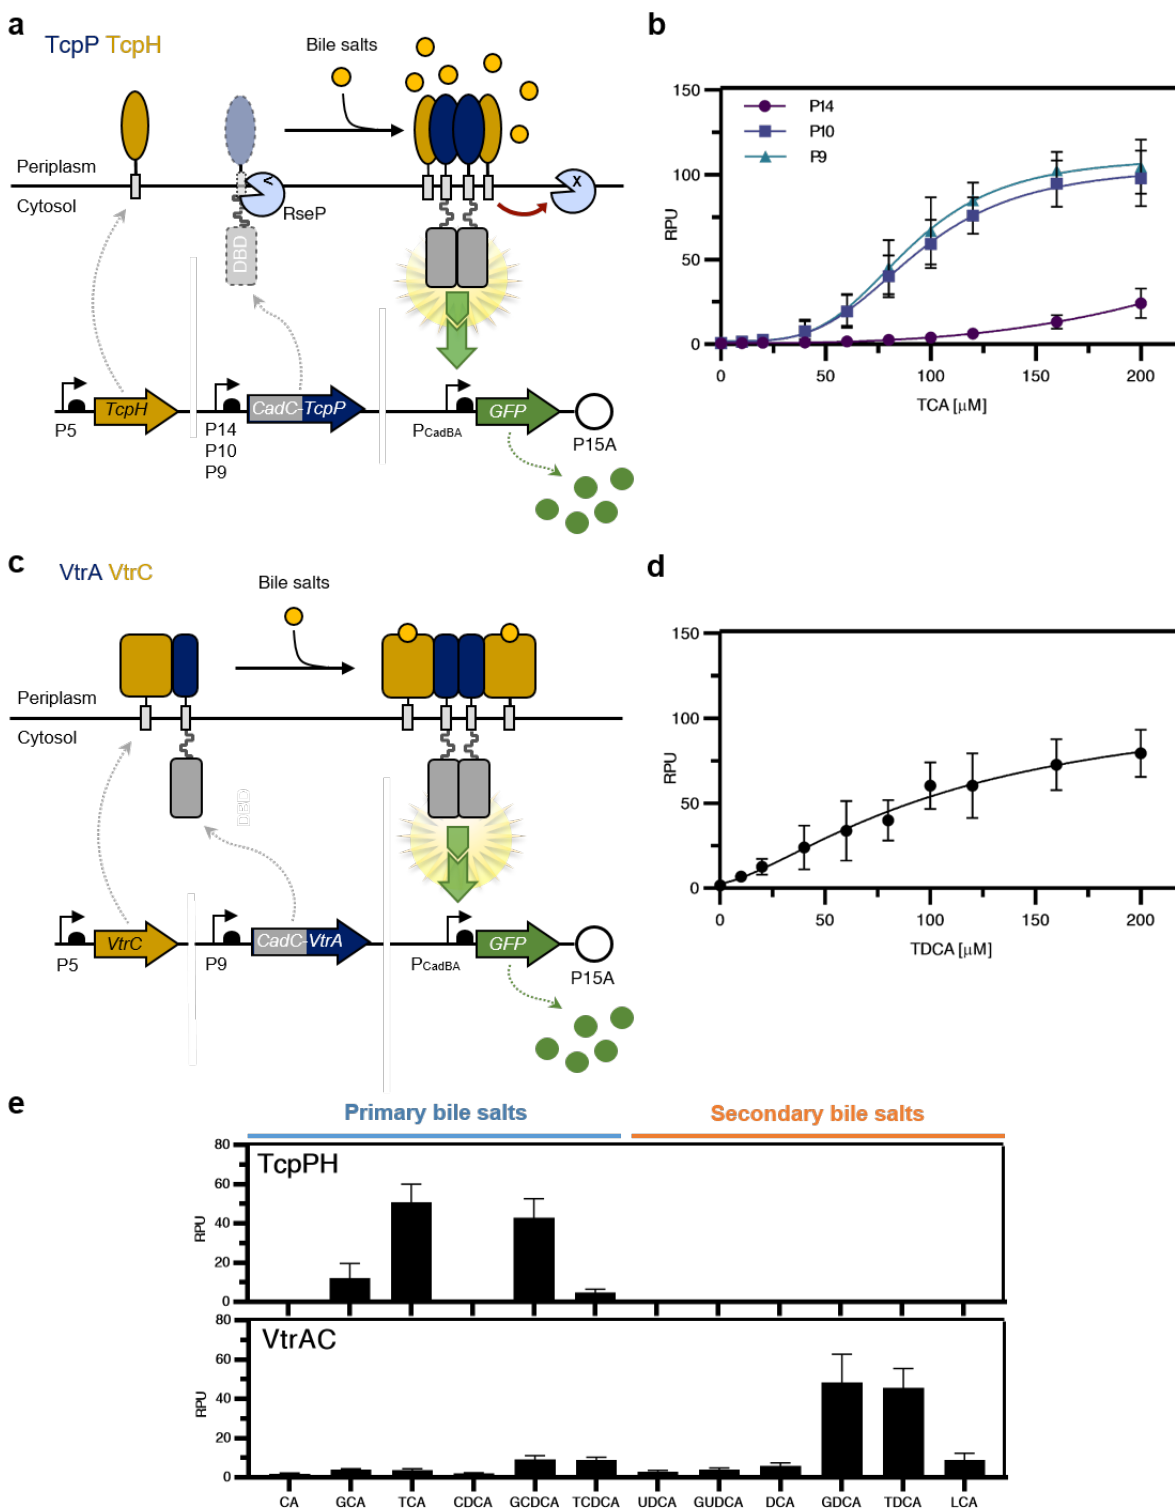 a
TcpP TcpH
Bile salts
Periplasm
Cytosol
RseP
<
X
DBD
TcpH
CadC-TcpP
GFP
P5
P14
P10
P9
PCadBA
P15A
b
150
100
50
0
RPU
P14
P10
P9
0 50 100 150 200
TCA [µM]
c
VtrA VtrC
Bile salts
Periplasm
Cytosol
DBD
VtrC
CadC-VtrA
GFP
P5
P9
PCadBA
P15A
d
150
100
50
0
RPU
0 50 100 150 200
TDCA [µM]
e
Primary bile salts
Secondary bile salts
TcpPH
80
60
40
20
0
RPU
VtrAC
80
60
40
20
0
RPU
CA GCA TCA CDCA GCDCA TCDCA UDCA GUDCA DCA GDCA TDCA LCA